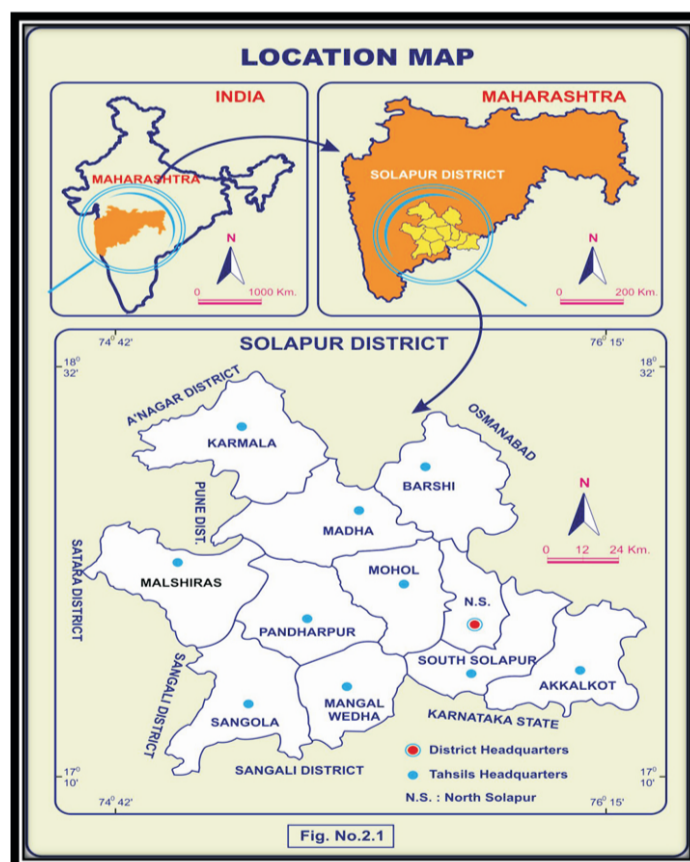 LOCATION MAP
INDIA
MAHARASHTRA
N
0 1000 Km.
MAHARASHTRA
SOLAPUR DISTRICT
N
0 200 Km.
SOLAPUR DISTRICT
74° 42'
76° 15'
18° 32'
18° 32'
A'NAGAR DISTRICT
KARMALA
OSMANABAD
BARSHI
PUNE DIST.
MADHA
N
0 12 24 Km.
SATARA DISTRICT
MALSHIRAS
MOHOL
N.S.
PANDHARPUR
SOUTH SOLAPUR
AKKALKOT
SANGALI DISTRICT
SANGOLA
MANGAL
WEDHA
KARNATAKA STATE
SANGALI DISTRICT
District Headquarters
Tahsils Headquarters
N.S. : North Solapur
17° 10'
17° 10'
74° 42'
76° 15'
Fig. No.2.1